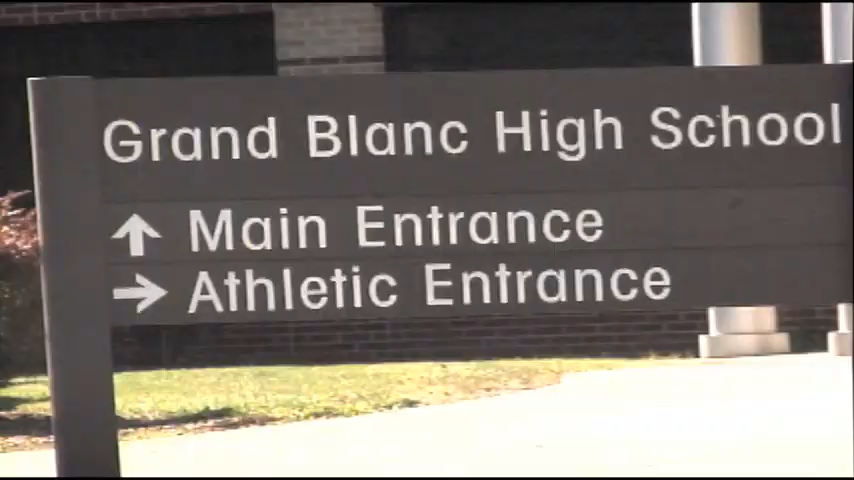 Grand Blanc High School
↑ Main Entrance
→ Athletic Entrance